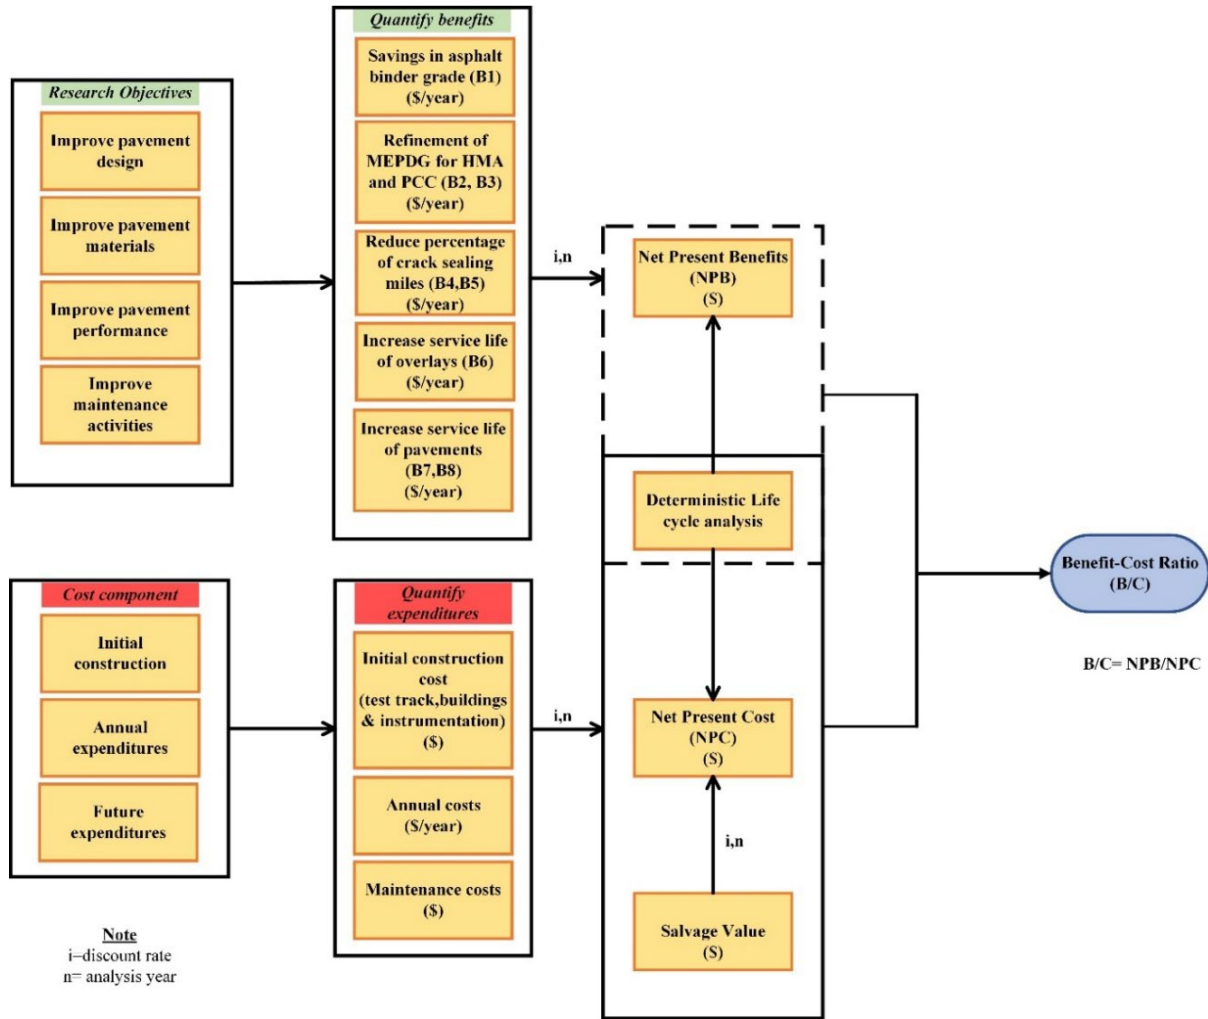 Research Objectives
Improve pavement
design
Improve pavement
materials
Improve pavement
performance
Improve
maintenance
activities
Quantify benefits
Savings in asphalt
binder grade (B1)
($/year)
Refinement of
MEPDG for HMA
and PCC (B2, B3)
($/year)
Reduce percentage
of crack sealing
miles (B4,B5)
($/year)
Increase service life
of overlays (B6)
($/year)
Increase service life
of pavements
(B7,B8)
($/year)
i,n
Net Present Benefits
(NPB)
($)
Deterministic Life
cycle analysis
Cost component
Initial
construction
Annual
expenditures
Future
expenditures
Quantify
expenditures
Initial construction
cost
(test track,buildings
& instrumentation)
($)
Annual costs
($/year)
Maintenance costs
($)
i,n
Net Present Cost
(NPC)
($)
i,n
Salvage Value
($)
Benefit-Cost Ratio
(B/C)
B/C= NPB/NPC
Note
i–discount rate
n= analysis year